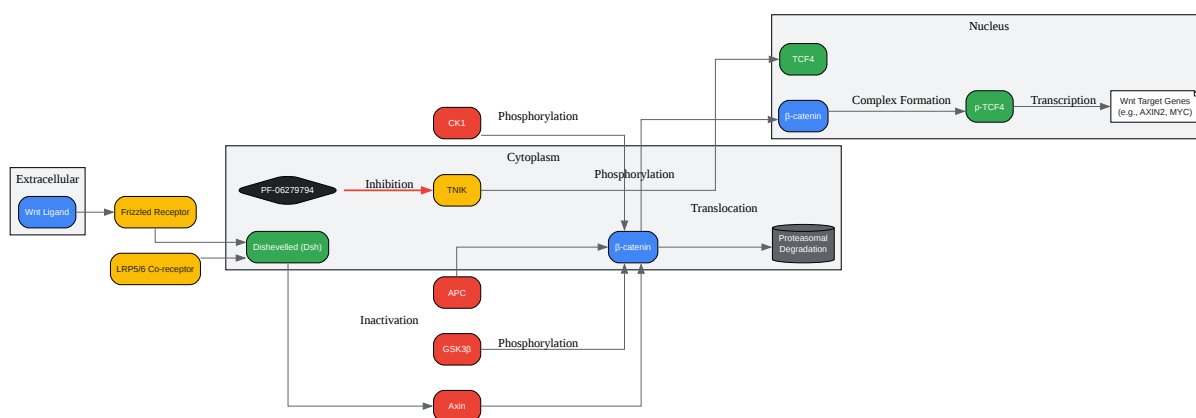 Nucleus
TCF4
Complex Formation
Transcription
β-catenin
p-TCF4
Wnt Target Genes
(e.g., AXIN2, MYC)
CK1
Phosphorylation
Cytoplasm
Phosphorylation
Extracellular
PF-06279794
Inhibition
TNIK
Wnt Ligand
Frizzled Receptor
Translocation
Dishevelled (Dsh)
β-catenin
Proteasomal
Degradation
LRP5/6 Co-receptor
APC
Inactivation
GSK3β
Phosphorylation
Axin